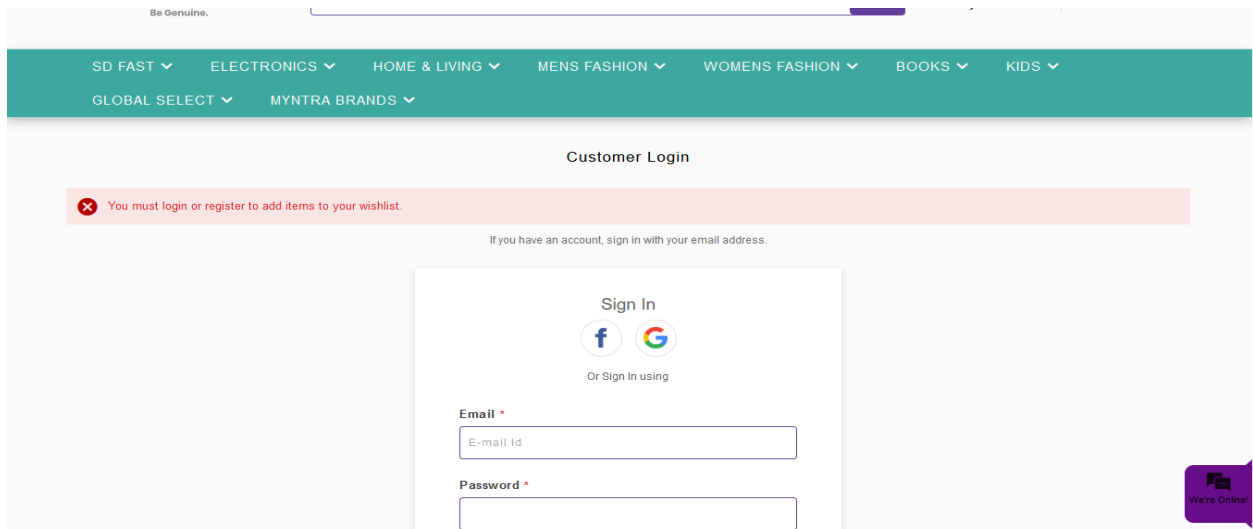 Be Genuine.
SD FAST ELECTRONICS HOME & LIVING MENS FASHION WOMENS FASHION BOOKS KIDS
GLOBAL SELECT MYNTRA BRANDS
Customer Login
You must login or register to add items to your wishlist.
If you have an account, sign in with your email address.
Sign In
Or Sign In using
Email *
E-mail Id
Password *
We're Online!